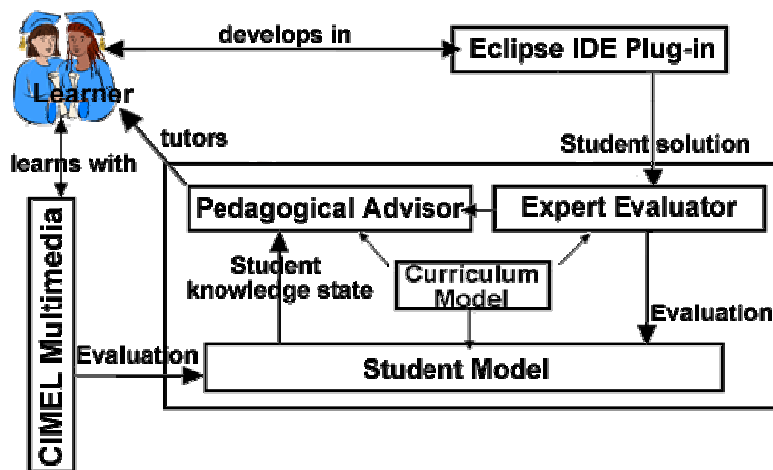 develops in
Eclipse IDE Plug-in
Learner
tutors
Student solution
learns with
Pedagogical Advisor
Expert Evaluator
Student
knowledge state
Curriculum
Model
Evaluation
Evaluation
Student Model
CIMEL Multimedia